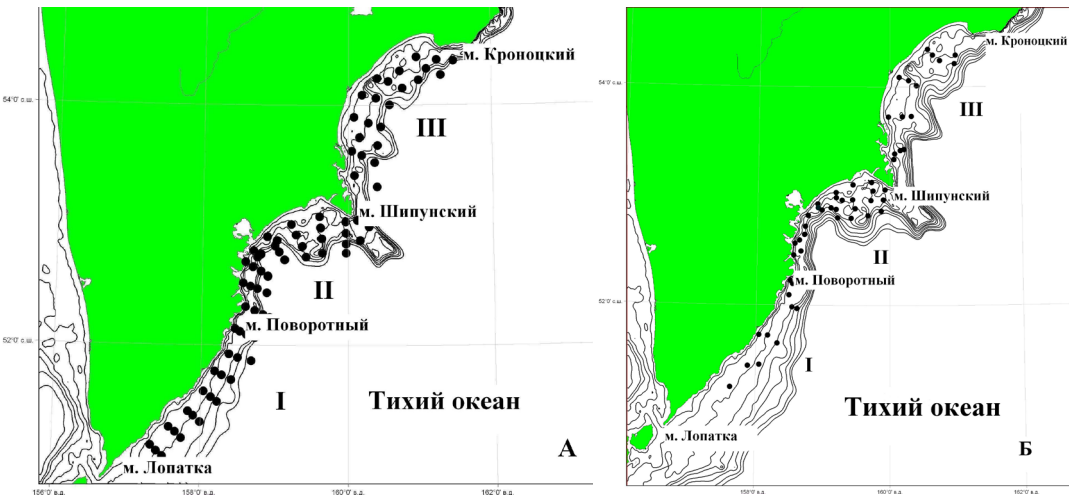 м. Кроноцкий
54°0' с.ш.
III
м. Шипунский
II
м. Поворотный
52°0' с.ш.
I
Тихий океан
А
м. Лопатка
156°0' в.д.
158°0' в.д.
160°0' в.д.
162°0' в.д.
м. Кроноцкий
54°0' с.ш.
III
м. Шипунский
II
м. Поворотный
52°0' с.ш.
I
Тихий океан
м. Лопатка
Б
158°0' в.д.
160°0' в.д.
162°0' в.д.